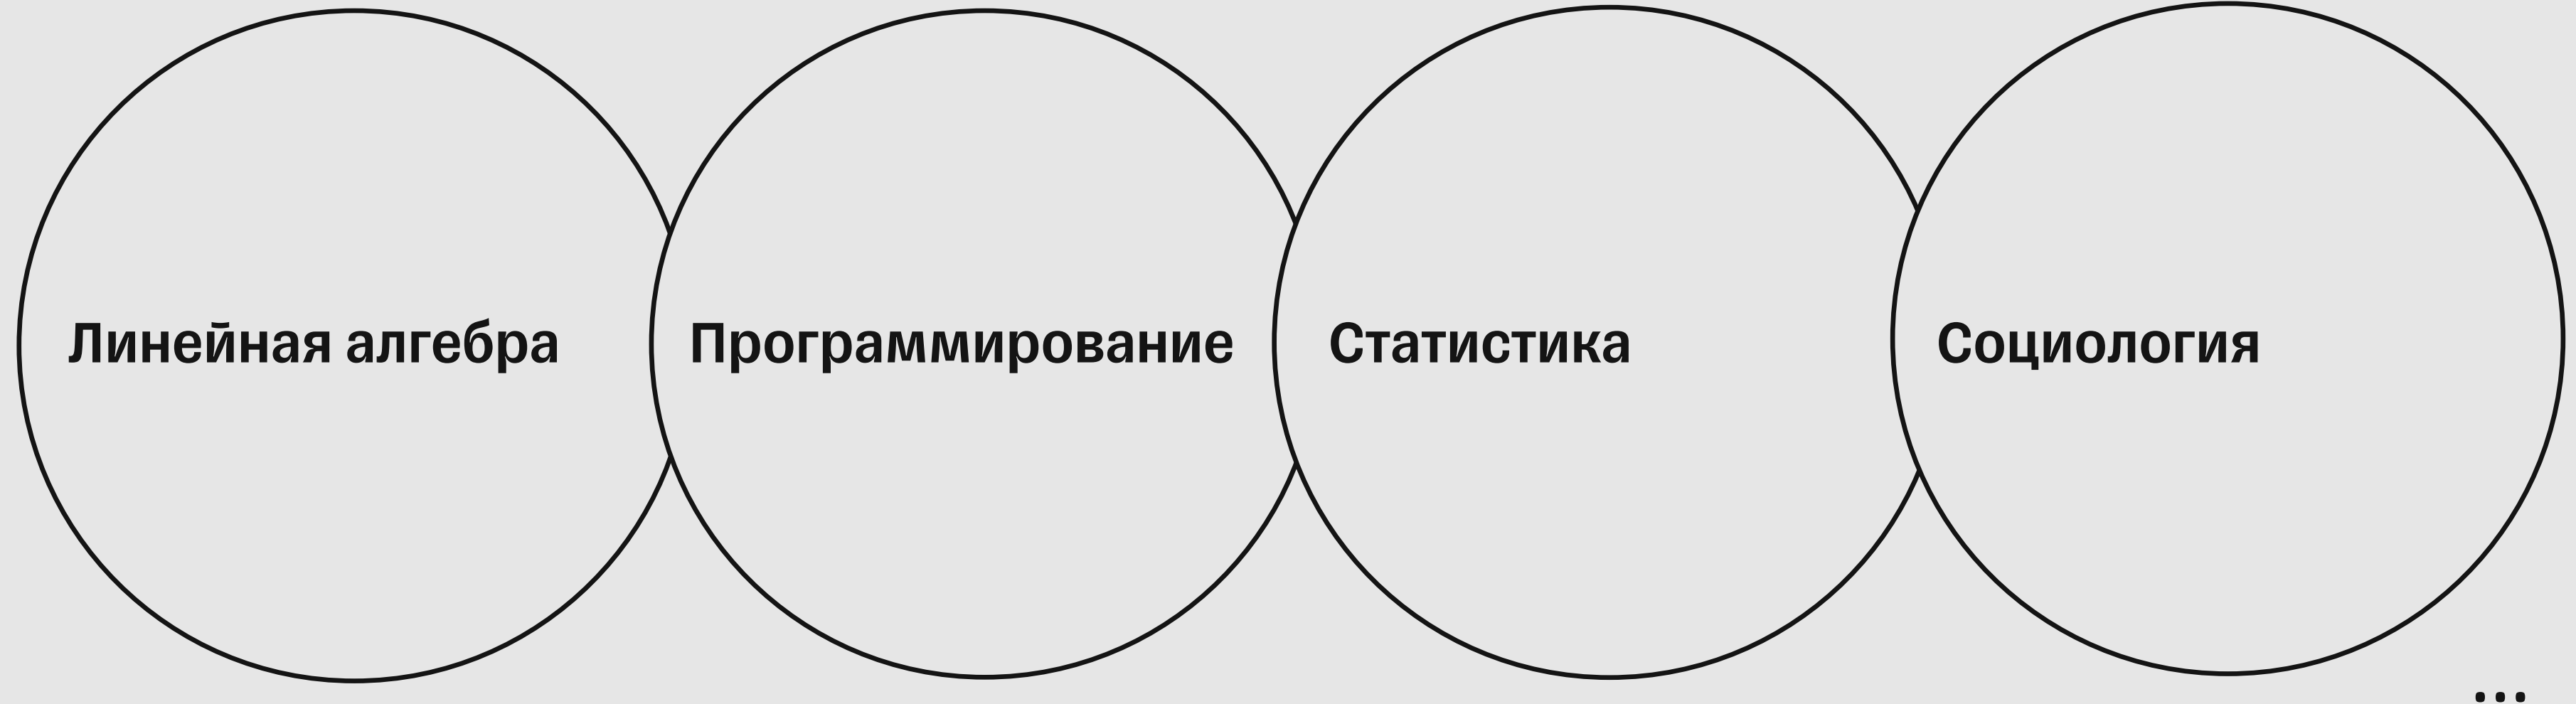 Линейная алгебра
Программирование
Статистика
Социология
...